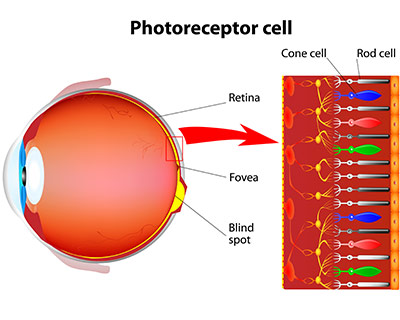 Photoreceptor cell
Cone cell
Rod cell
Retina
Fovea
Blind
spot